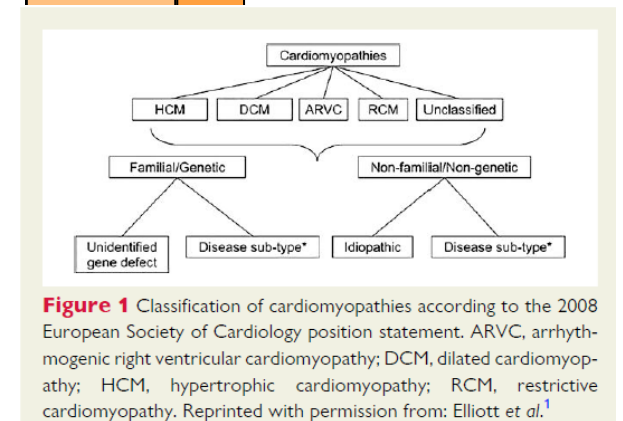 Cardiomyopathies
HCM DCM ARVC RCM Unclassified
Familial/Genetic Non-familial/Non-genetic
Unidentified
gene defect
Disease sub-type* Idiopathic Disease sub-type*
Figure 1 Classification of cardiomyopathies according to the 2008
European Society of Cardiology position statement. ARVC, arrhyth-
mogenic right ventricular cardiomyopathy; DCM, dilated cardiomyop-
athy; HCM, hypertrophic cardiomyopathy; RCM, restrictive
cardiomyopathy. Reprinted with permission from: Elliott et al.1